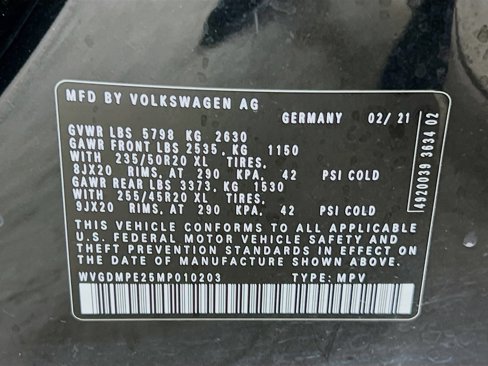 MFD BY VOLKSWAGEN AG
GERMANY 02/ 21
GVWR LBS 5798 KG 2630
GAWR FRONT LBS 2535, KG 1150
WITH 235/50R20 XL TIRES,
8JX20 RIMS, AT 290 KPA, 42 PSI COLD
GAWR REAR LBS 3373, KG 1530
WITH 255/45R20 XL TIRES,
9JX20 RIMS, AT 290 KPA, 42 PSI COLD
THIS VEHICLE CONFORMS TO ALL APPLICABLE
U.S. FEDERAL MOTOR VEHICLE SAFETY AND
THEFT PREVENTION STANDARDS IN EFFECT ON
THE DATE OF MANUFACTURE SHOWN ABOVE.
WVGDMPE25MP010203 TYPE: MPV
4920039 3634 02